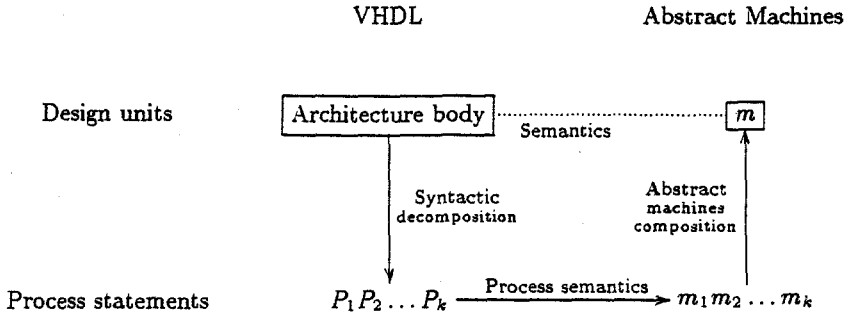 VHDL
Abstract Machines
Design units
Architecture body
Semantics
m
Syntactic
decomposition
Abstract
machines
composition
Process statements
P₁P₂...Pₖ
Process semantics
m₁m₂...mₖ